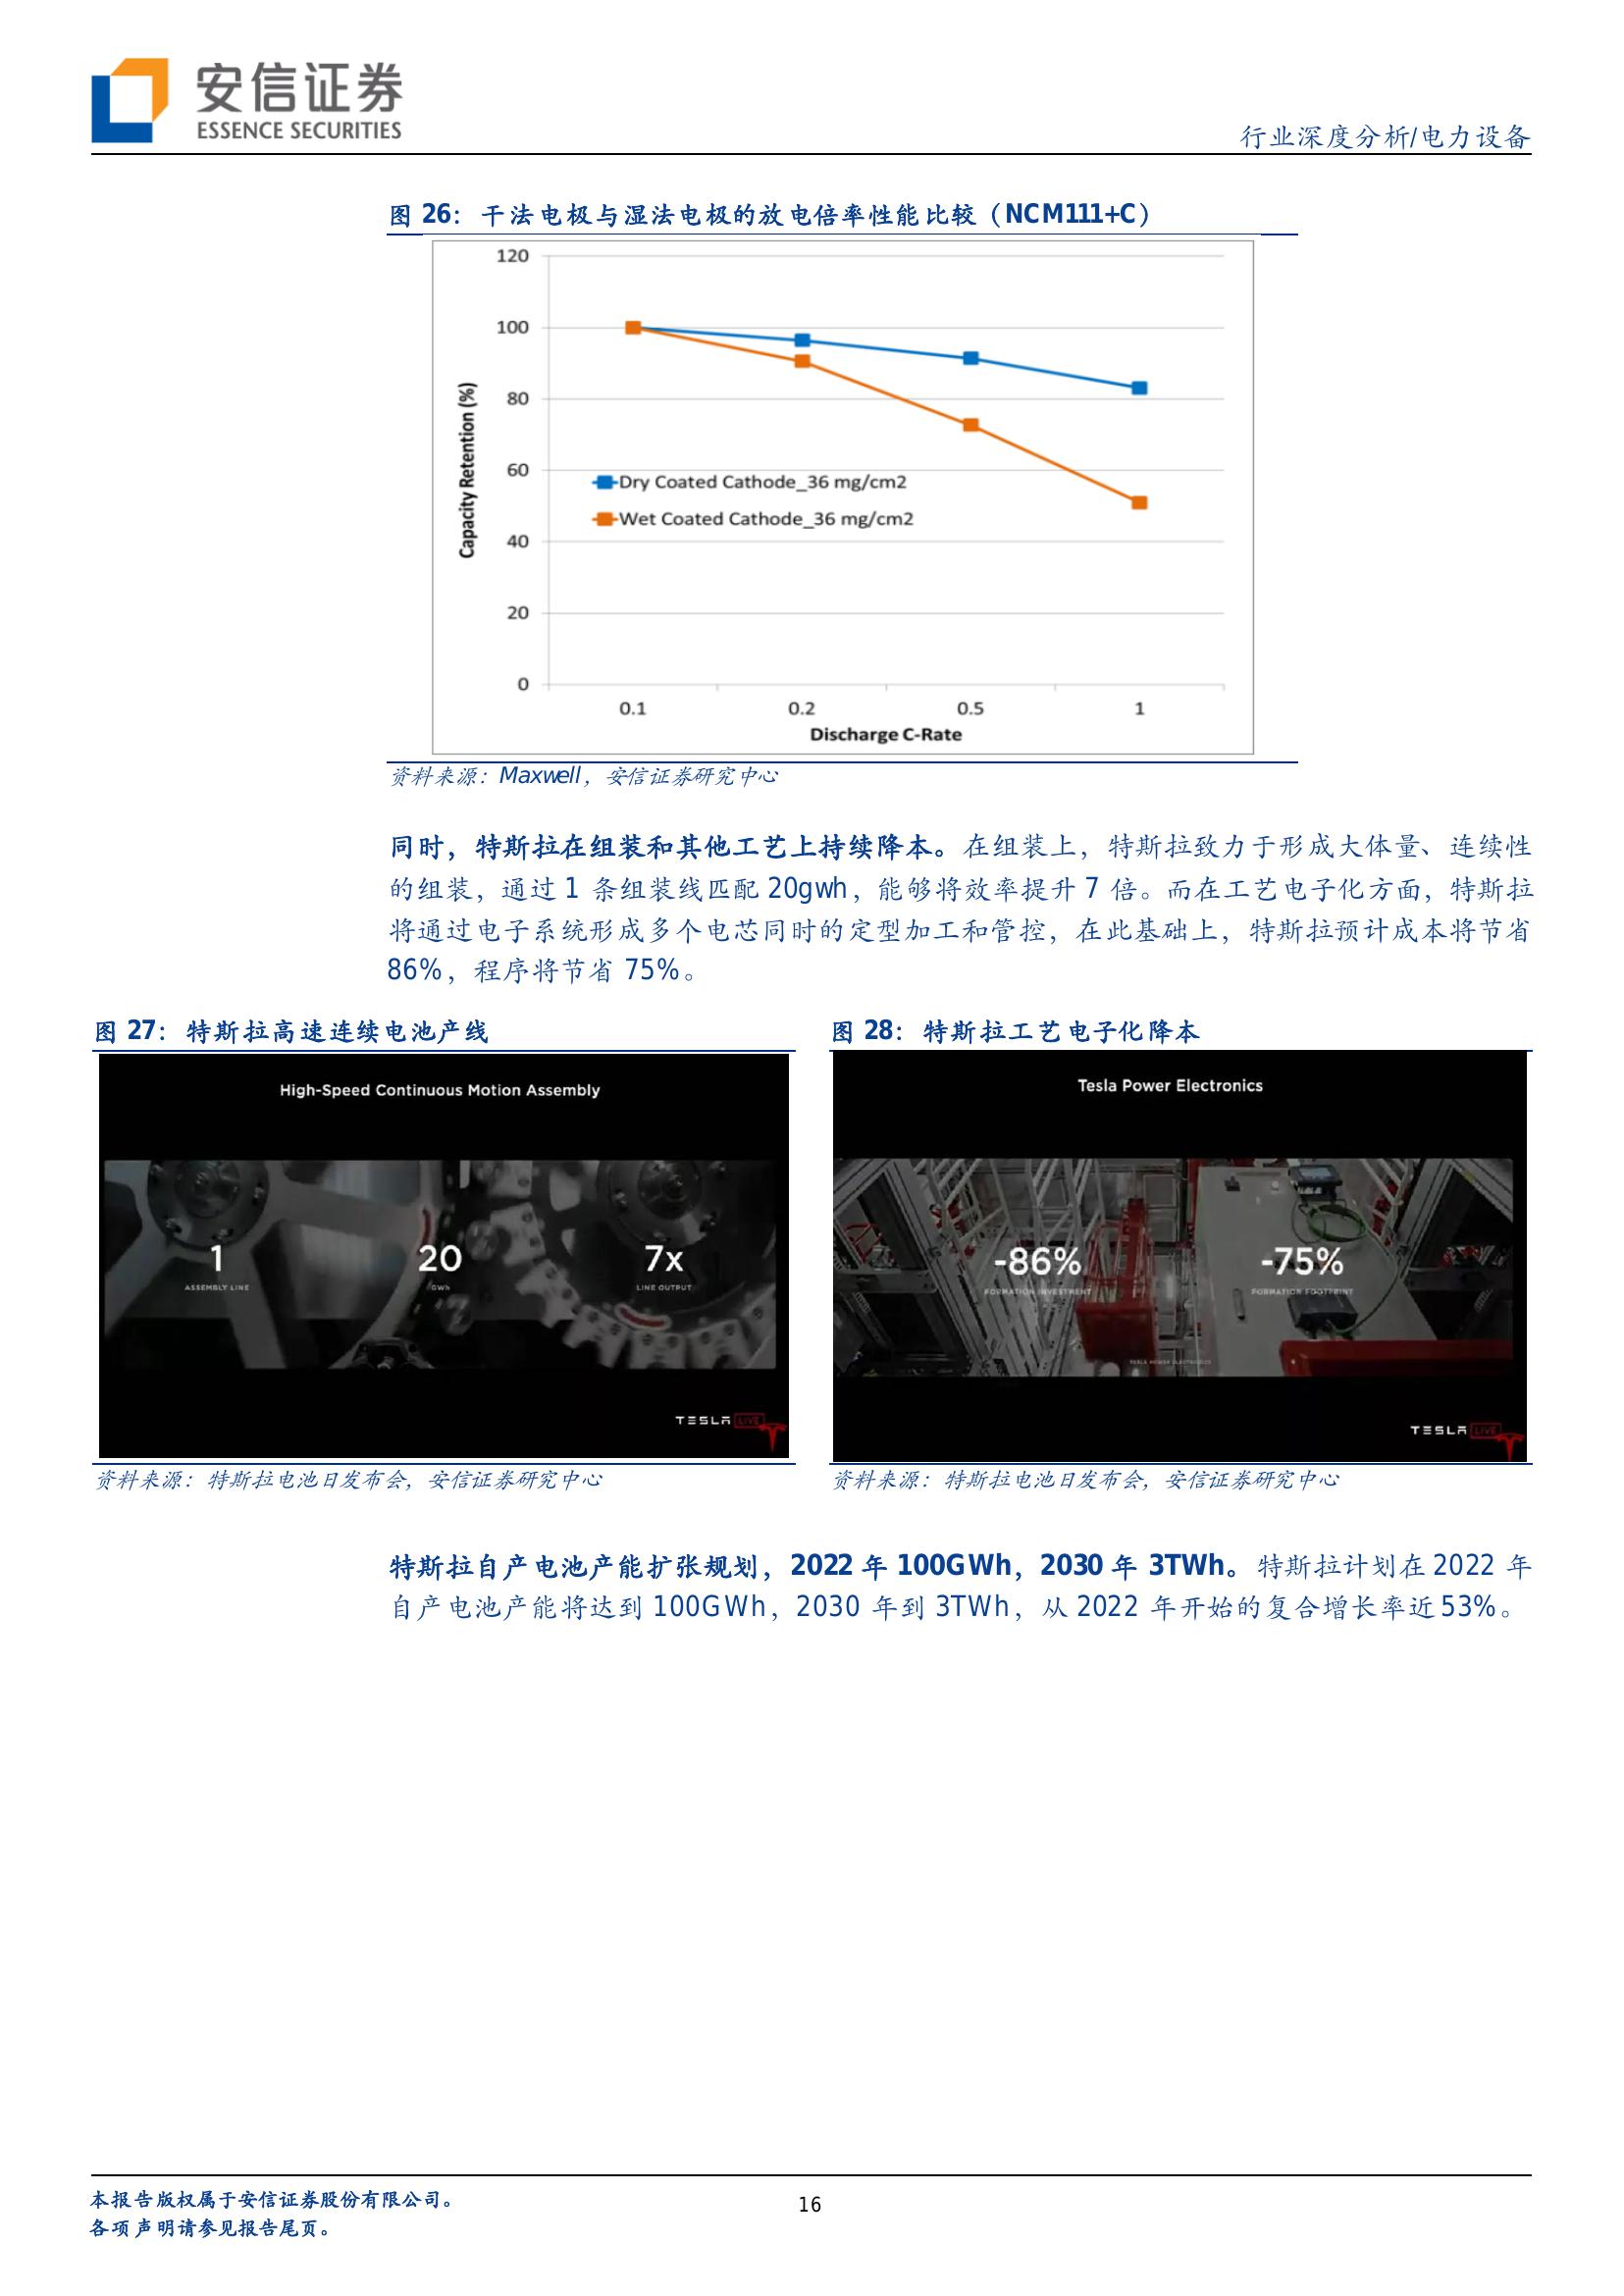 安信证券
ESSENCE SECURITIES
行业深度分析/电力设备
图 26：干法电极与湿法电极的放电倍率性能比较（NCM111+C）
120
100
80
60
40
20
0
Capacity Retention (%)
Dry Coated Cathode_36 mg/cm2
Wet Coated Cathode_36 mg/cm2
0.1 0.2 0.5 1
Discharge C-Rate
资料来源：Maxwell，安信证券研究中心
同时，特斯拉在组装和其他工艺上持续降本。在组装上，特斯拉致力于形成大体量、连续性
的组装，通过 1 条组装线匹配 20gwh，能够将效率提升 7 倍。而在工艺电子化方面，特斯拉
将通过电子系统形成多个电芯同时的定型加工和管控，在此基础上，特斯拉预计成本将节省
86%，程序将节省 75%。
图 27：特斯拉高速连续电池产线
High-Speed Continuous Motion Assembly
1 20 7x
ASSEMBLY LINE GWh LINE OUTPUT
TESLA LIVE
资料来源：特斯拉电池日发布会，安信证券研究中心
图 28：特斯拉工艺电子化降本
Tesla Power Electronics
-86% -75%
FORMATION INVESTMENT FORMATION FOOTPRINT
TESLA POWER ELECTRONICS
TESLA LIVE
资料来源：特斯拉电池日发布会，安信证券研究中心
特斯拉自产电池产能扩张规划，2022 年 100GWh，2030 年 3TWh。特斯拉计划在 2022 年
自产电池产能将达到 100GWh，2030 年到 3TWh，从 2022 年开始的复合增长率近 53%。
本报告版权属于安信证券股份有限公司。
各项声明请参见报告尾页。
16